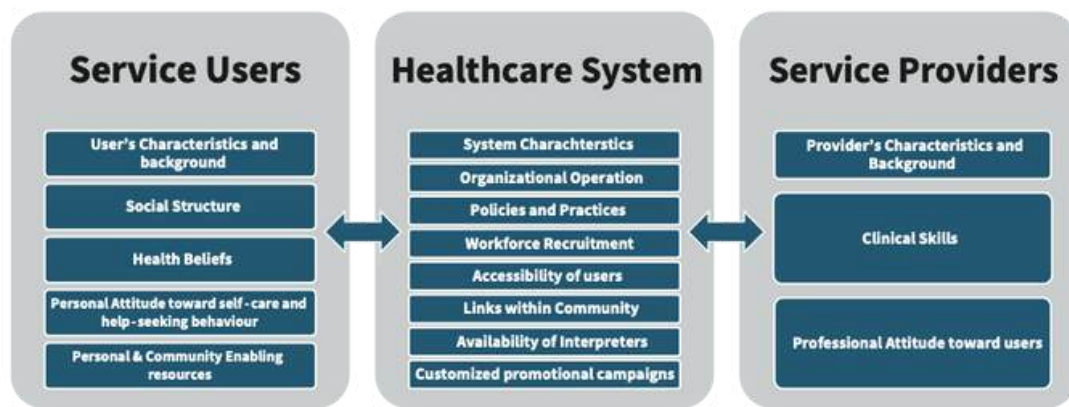 Service Users
User's Characteristics and
background
Social Structure
Health Beliefs
Personal Attitude toward self-care and
help-seeking behaviour
Personal & Community Enabling
resources
Healthcare System
System Charachterstics
Organizational Operation
Policies and Practices
Workforce Recruitment
Accessibility of users
Links within Community
Availability of Interpreters
Customized promotional campaigns
Service Providers
Provider's Characteristics and
Background
Clinical Skills
Professional Attitude toward users